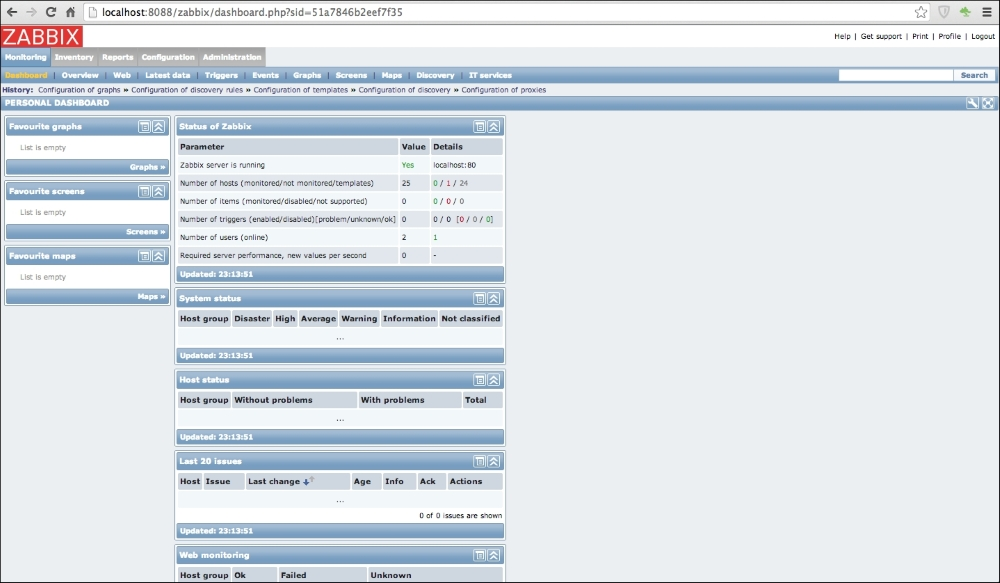 localhost:8088/zabbix/dashboard.php?sid=51a7846b2eef7f35
ZABBIX
Help | Get support | Print | Profile | Logout
Monitoring Inventory Reports Configuration Administration
Dashboard | Overview | Web | Latest data | Triggers | Events | Graphs | Screens | Maps | Discovery | IT services Search
History: Configuration of graphs » Configuration of discovery rules » Configuration of templates » Configuration of discovery » Configuration of proxies
PERSONAL DASHBOARD
Favourite graphs
List is empty
Graphs »
Favourite screens
List is empty
Screens »
Favourite maps
List is empty
Maps »
Status of Zabbix
Parameter Value Details
Zabbix server is running Yes localhost:80
Number of hosts (monitored/not monitored/templates) 25 0 / 1 / 24
Number of items (monitored/disabled/not supported) 0 0 / 0 / 0
Number of triggers (enabled/disabled)[problem/unknown/ok] 0 0 / 0 [0 / 0 / 0]
Number of users (online) 2 1
Required server performance, new values per second 0 -
Updated: 23:13:51
System status
Host group Disaster High Average Warning Information Not classified
...
Updated: 23:13:51
Host status
Host group Without problems With problems Total
...
Updated: 23:13:51
Last 20 issues
Host Issue Last change Age Info Ack Actions
...
0 of 0 issues are shown
Updated: 23:13:51
Web monitoring
Host group Ok Failed Unknown